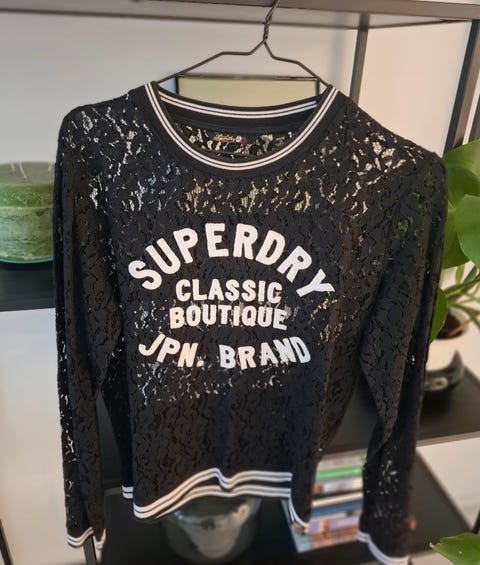 SUPERDRY
CLASSIC
BOUTIQUE
JPN. BRAND